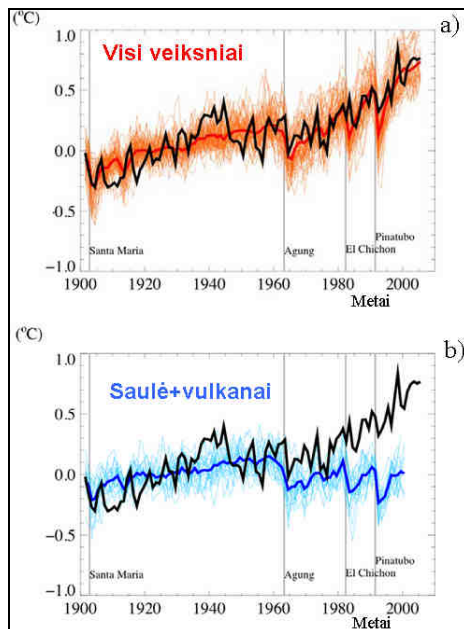 (°C)
a)
Visi veiksniai
1.0
0.5
0.0
-0.5
-1.0
Santa Maria
Agung
El Chichon
Pinatubo
1900
1920
1940
1960
1980
2000
Metai
(°C)
b)
Saulė+vulkanai
1.0
0.5
0.0
-0.5
-1.0
Santa Maria
Agung
El Chichon
Pinatubo
1900
1920
1940
1960
1980
2000
Metai